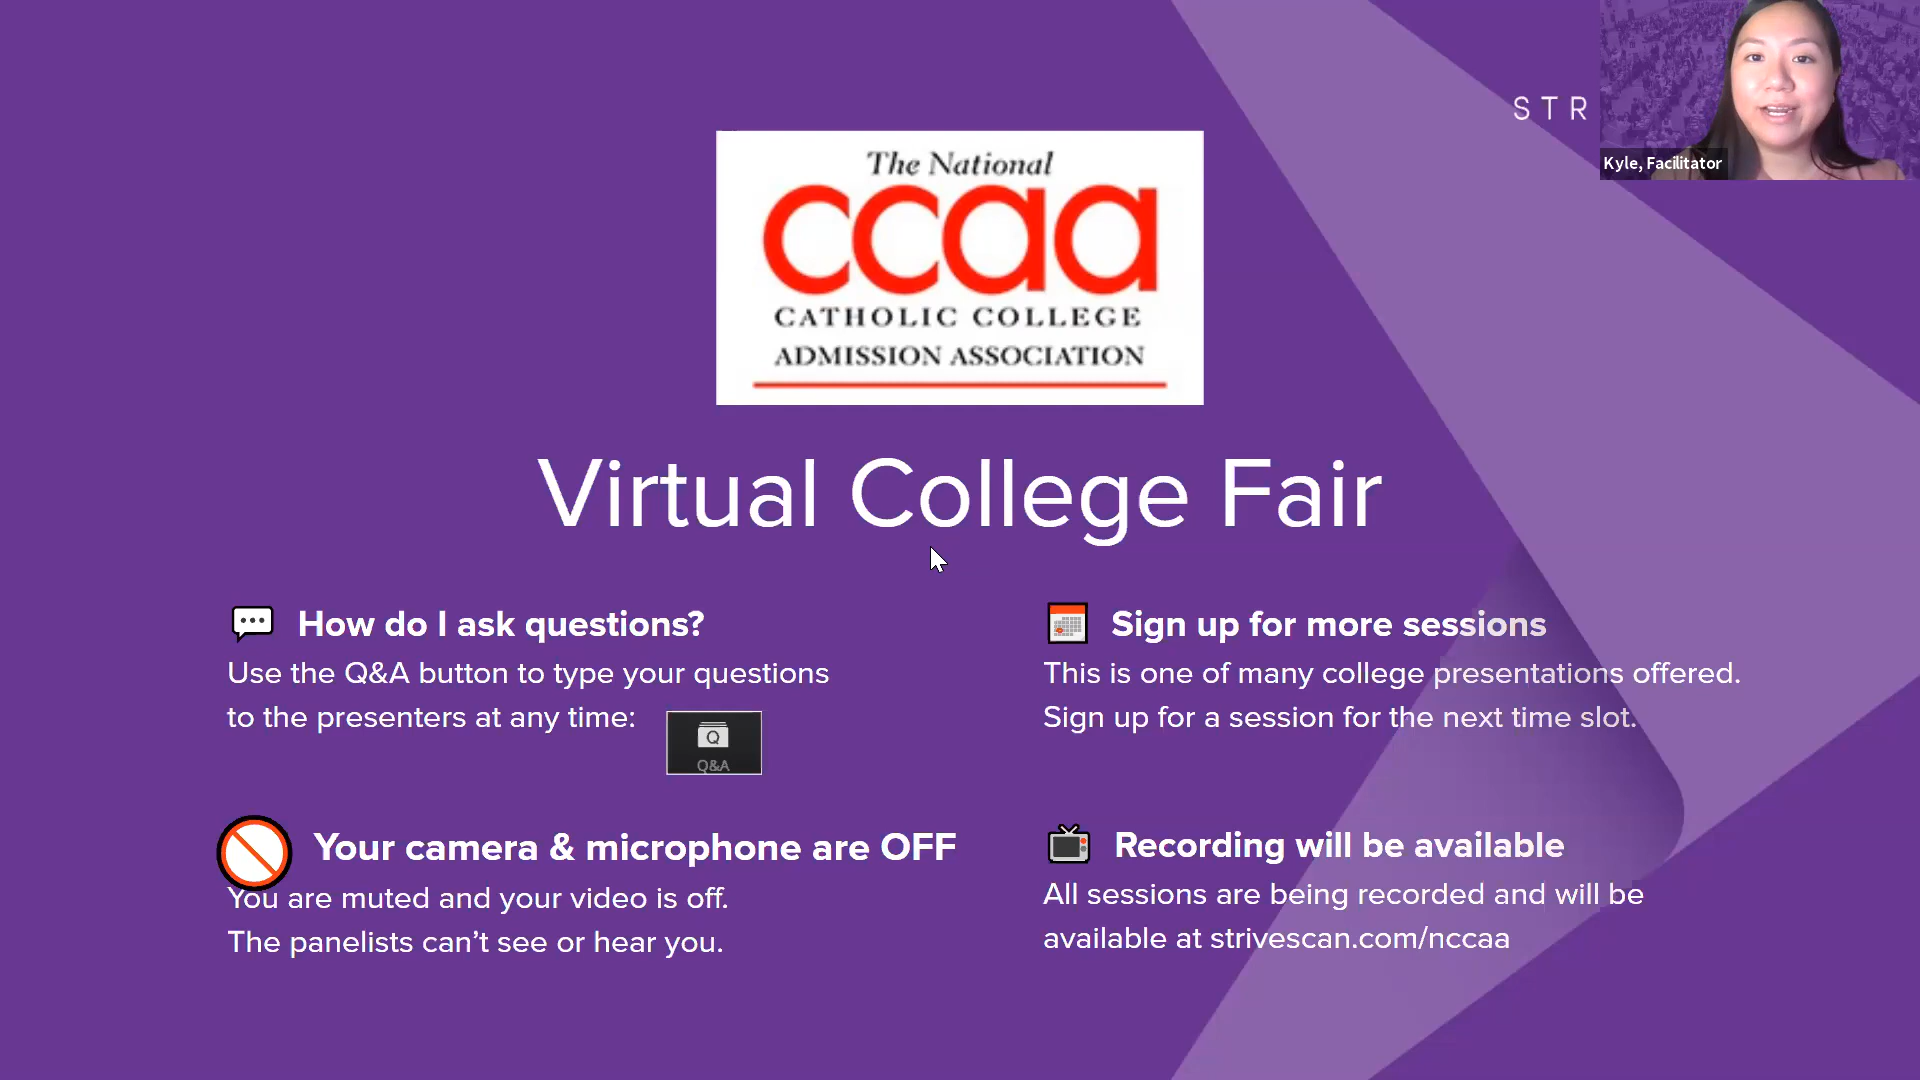 STR
Kyle, Facilitator
The National
ccaa
CATHOLIC COLLEGE
ADMISSION ASSOCIATION
Virtual College Fair
How do I ask questions?
Use the Q&A button to type your questions
to the presenters at any time:
Q
Q&A
Sign up for more sessions
This is one of many college presentations offered.
Sign up for a session for the next time slot.
Your camera & microphone are OFF
You are muted and your video is off.
The panelists can’t see or hear you.
Recording will be available
All sessions are being recorded and will be
available at strivescan.com/nccaa